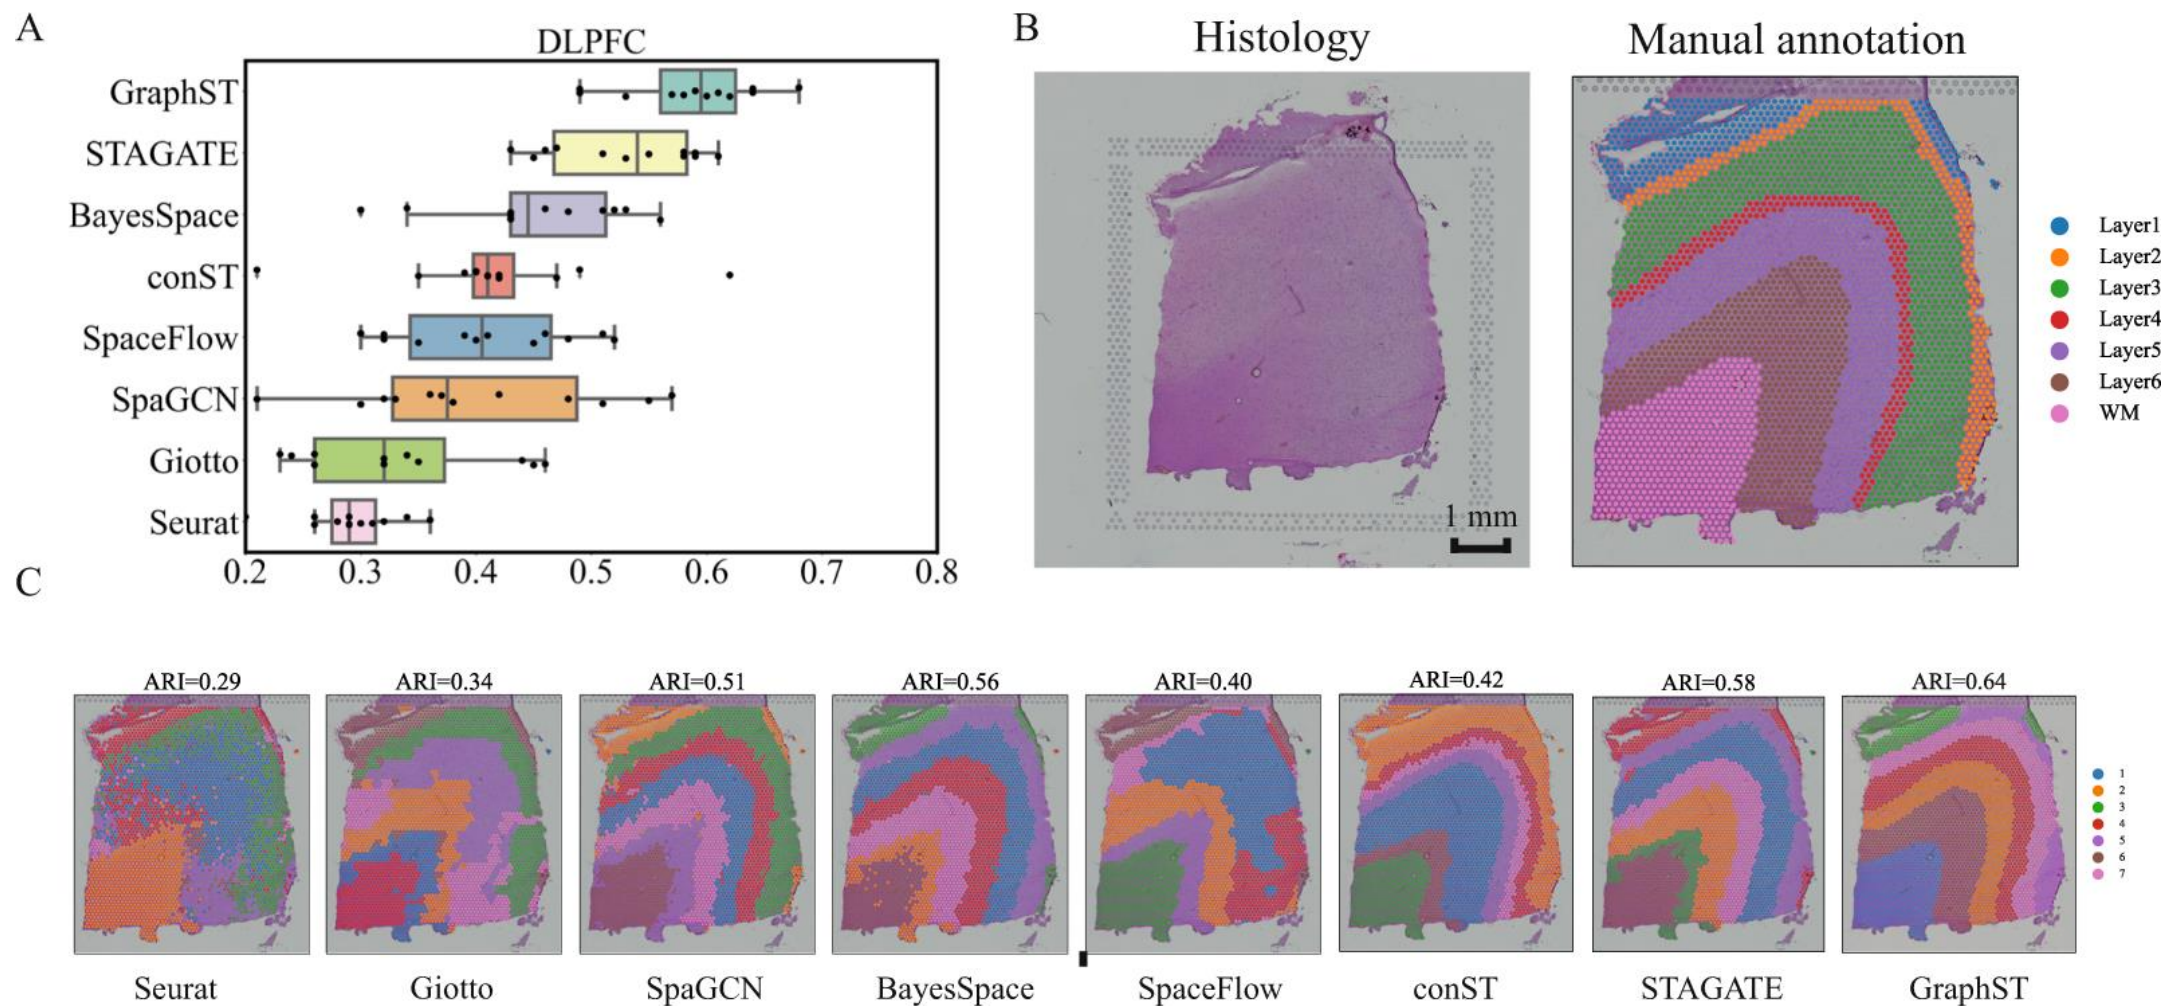 A
DLPFC
GraphST
STAGATE
BayesSpace
conST
SpaceFlow
SpaGCN
Giotto
Seurat
0.2 0.3 0.4 0.5 0.6 0.7 0.8
B
Histology
1 mm
Manual annotation
Layer1
Layer2
Layer3
Layer4
Layer5
Layer6
WM
C
ARI=0.29 ARI=0.34 ARI=0.51 ARI=0.56 ARI=0.40 ARI=0.42 ARI=0.58 ARI=0.64
1
2
3
4
5
6
7
Seurat Giotto SpaGCN BayesSpace SpaceFlow conST STAGATE GraphST